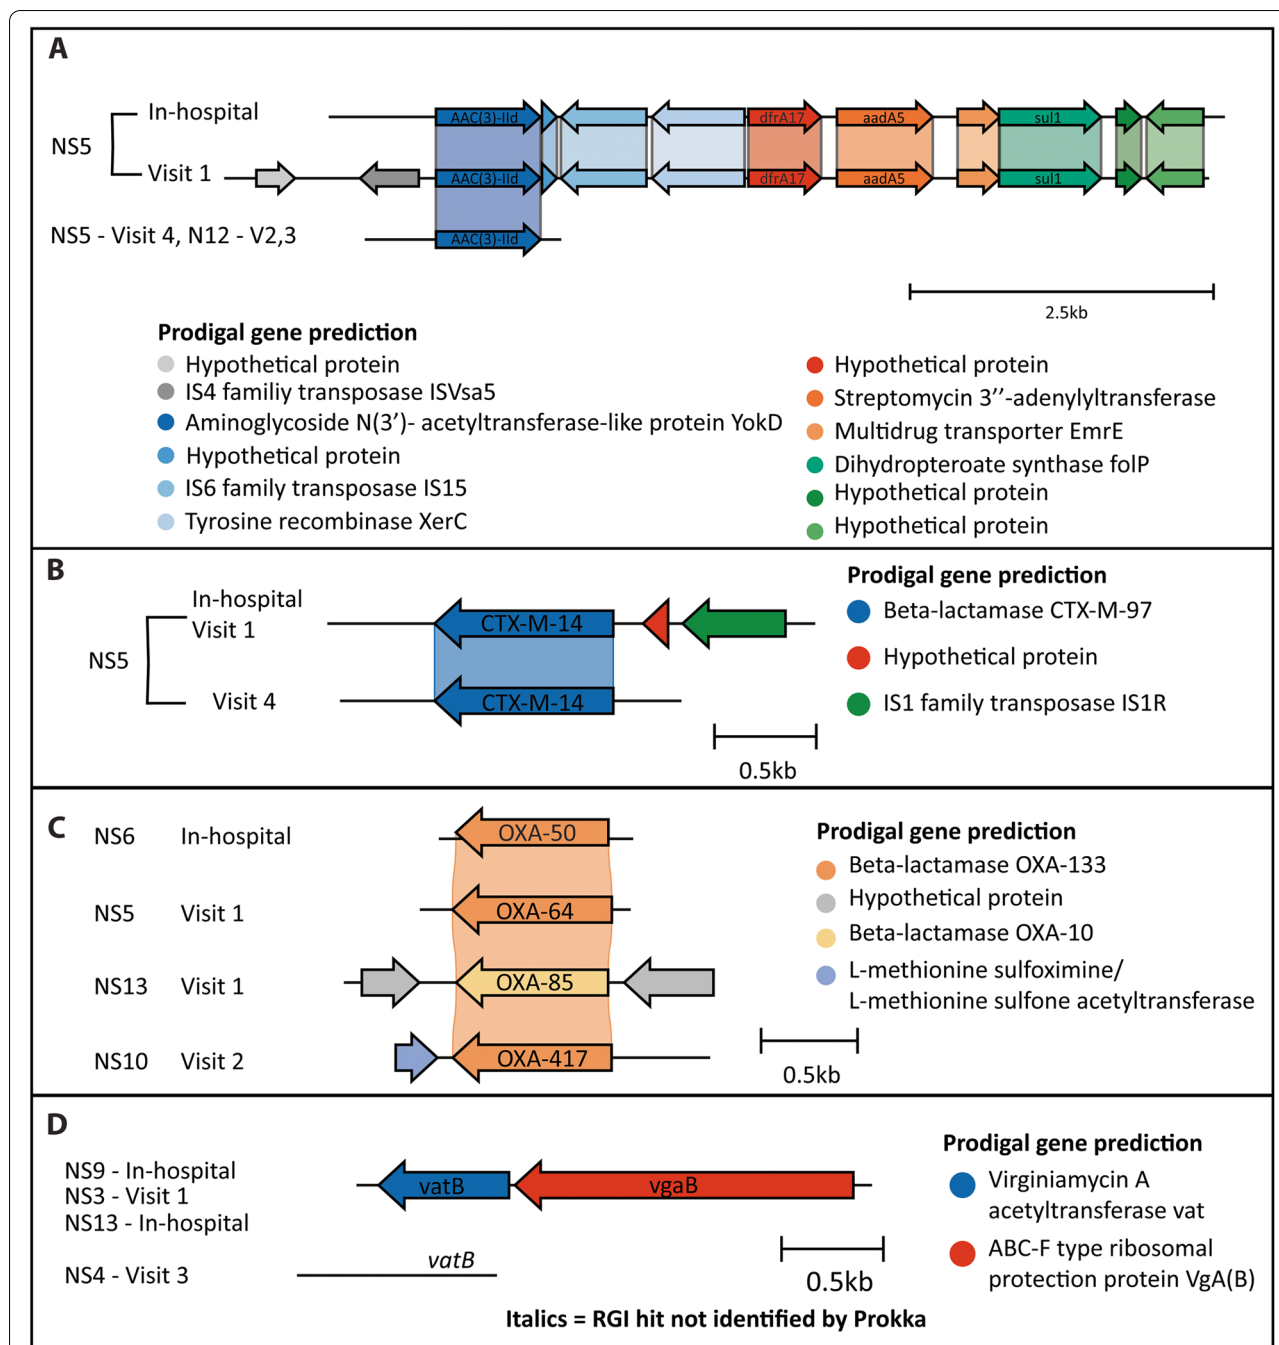 A
In-hospital
AAC(3)-IId
dfrA17
aadA5
sul1
NS5
Visit 1
AAC(3)-IId
dfrA17
aadA5
sul1
NS5 - Visit 4, N12 - V2,3
AAC(3)-IId
2.5kb
Prodigal gene prediction
Hypothetical protein
IS4 familiy transposase ISVsa5
Aminoglycoside N(3’)- acetyltransferase-like protein YokD
Hypothetical protein
IS6 family transposase IS15
Tyrosine recombinase XerC
Hypothetical protein
Streptomycin 3’’-adenylyltransferase
Multidrug transporter EmrE
Dihydropteroate synthase folP
Hypothetical protein
Hypothetical protein
B
In-hospital
Visit 1
CTX-M-14
NS5
Visit 4
CTX-M-14
0.5kb
Prodigal gene prediction
Beta-lactamase CTX-M-97
Hypothetical protein
IS1 family transposase IS1R
C
NS6 In-hospital
OXA-50
NS5 Visit 1
OXA-64
NS13 Visit 1
OXA-85
NS10 Visit 2
OXA-417
0.5kb
Prodigal gene prediction
Beta-lactamase OXA-133
Hypothetical protein
Beta-lactamase OXA-10
L-methionine sulfoximine/
L-methionine sulfone acetyltransferase
D
NS9 - In-hospital
NS3 - Visit 1
NS13 - In-hospital
vatB
vgaB
NS4 - Visit 3
vatB
0.5kb
Prodigal gene prediction
Virginiamycin A
acetyltransferase vat
ABC-F type ribosomal
protection protein VgA(B)
Italics = RGI hit not identified by Prokka